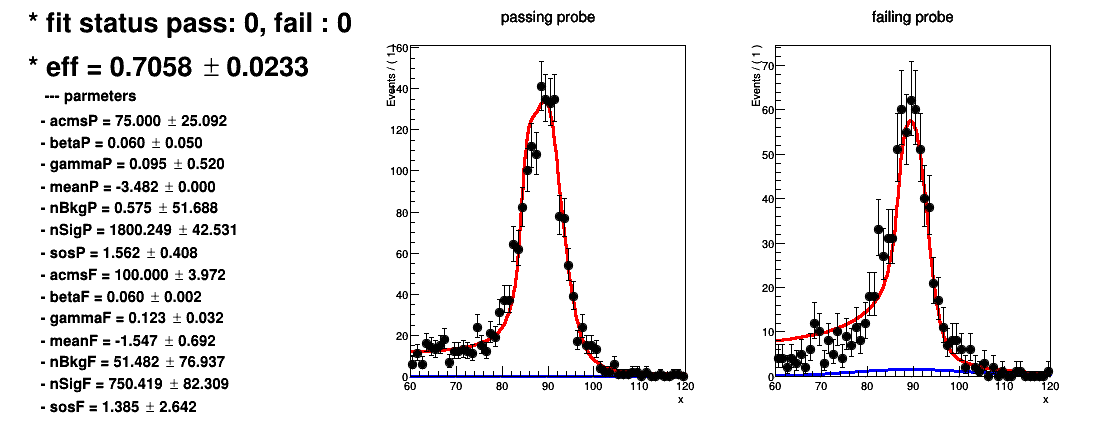 * fit status pass: 0, fail : 0
* eff = 0.7058 ± 0.0233
--- parmeters
- acmsP = 75.000 ± 25.092
- betaP = 0.060 ± 0.050
- gammaP = 0.095 ± 0.520
- meanP = -3.482 ± 0.000
- nBkgP = 0.575 ± 51.688
- nSigP = 1800.249 ± 42.531
- sosP = 1.562 ± 0.408
- acmsF = 100.000 ± 3.972
- betaF = 0.060 ± 0.002
- gammaF = 0.123 ± 0.032
- meanF = -1.547 ± 0.692
- nBkgF = 51.482 ± 76.937
- nSigF = 750.419 ± 82.309
- sosF = 1.385 ± 2.642
passing probe
Events / ( 1 )
160
140
120
100
80
60
40
20
0
60 70 80 90 100 110 120
x
failing probe
Events / ( 1 )
70
60
50
40
30
20
10
0
60 70 80 90 100 110 120
x